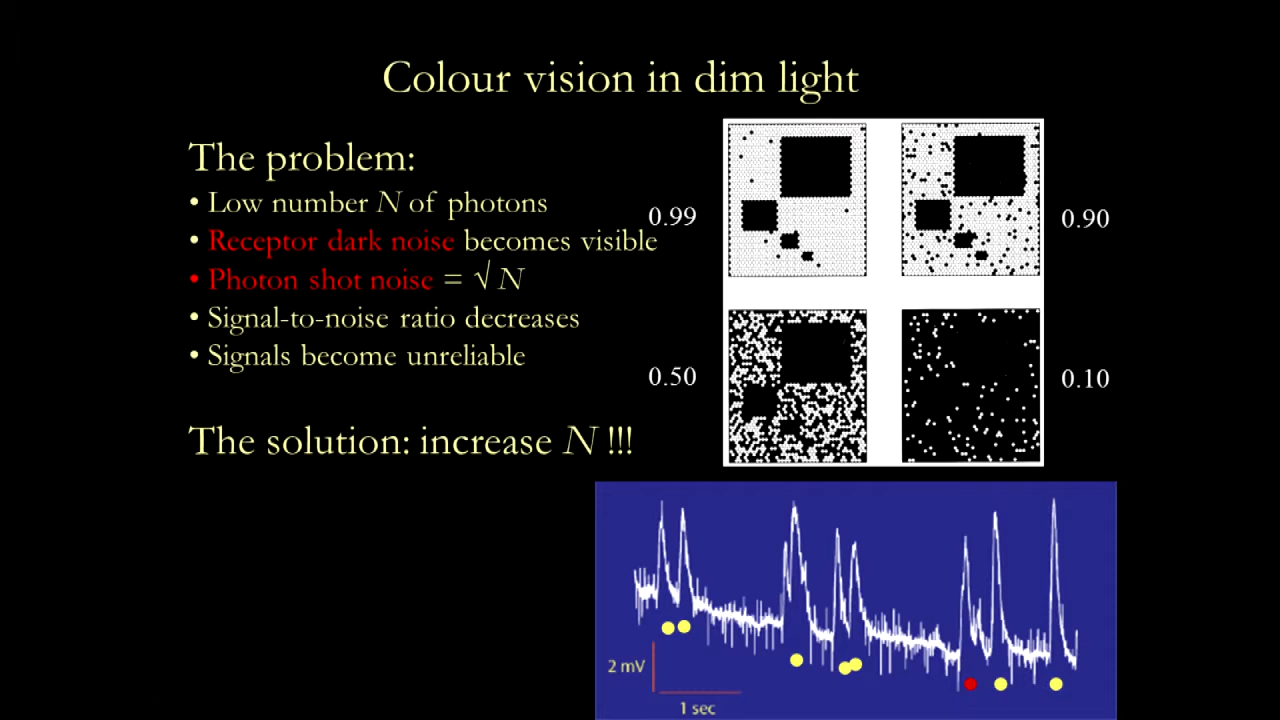 Colour vision in dim light
The problem:
• Low number N of photons
• Receptor dark noise becomes visible
• Photon shot noise = √ N
• Signal-to-noise ratio decreases
• Signals become unreliable
The solution: increase N !!!
0.99
0.90
0.50
0.10
2 mV
1 sec